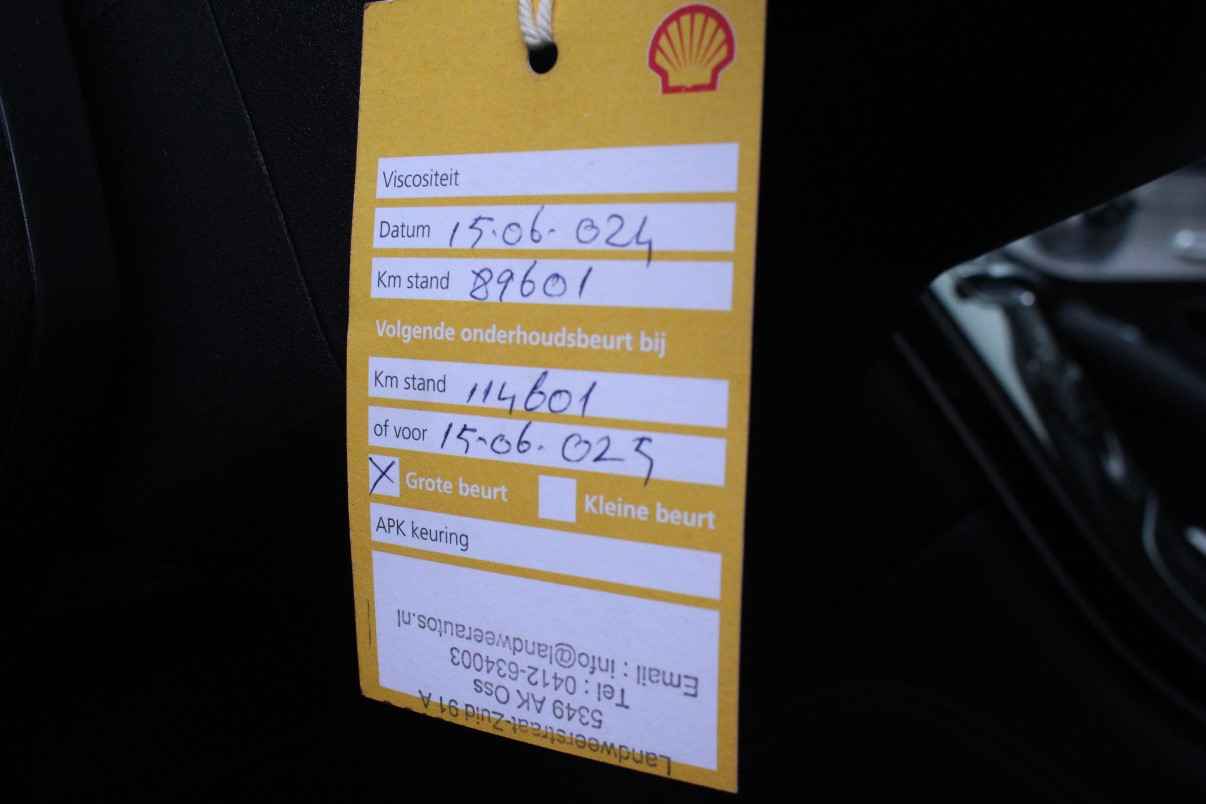 Viscositeit
Datum 15-06-024
Km stand 89601
Volgende onderhoudsbeurt bij
Km stand 114601
of voor 15-06-025
X Grote beurt Kleine beurt
APK keuring
Landweerstraat-Zuid 91 A
5349 AK Oss
Tel : 0412-634003
Email : info@landweerautos.nl